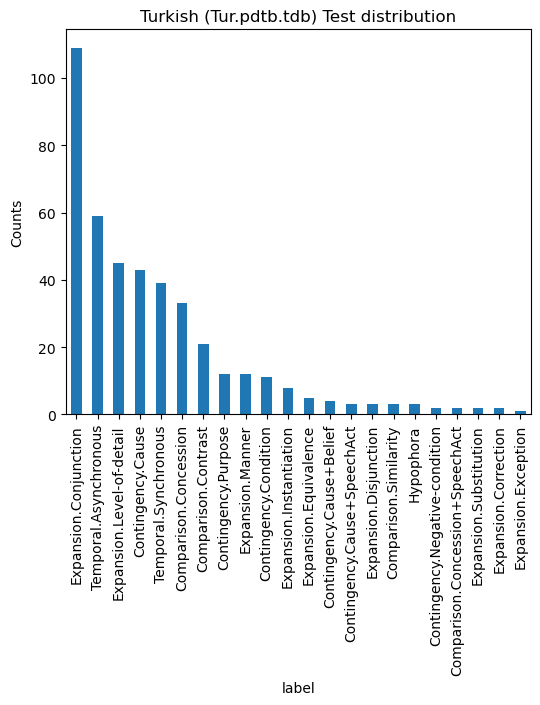 Turkish (Tur.pdtb.tdb) Test distribution
Counts
100
80
60
40
20
0
Expansion.Conjunction
Temporal.Asynchronous
Expansion.Level-of-detail
Contingency.Cause
Temporal.Synchronous
Comparison.Concession
Comparison.Contrast
Contingency.Purpose
Expansion.Manner
Contingency.Condition
Expansion.Instantiation
Expansion.Equivalence
Contingency.Cause+Belief
Contingency.Cause+SpeechAct
Expansion.Disjunction
Comparison.Similarity
Hypophora
Contingency.Negative-condition
Comparison.Concession+SpeechAct
Expansion.Substitution
Expansion.Correction
Expansion.Exception
label